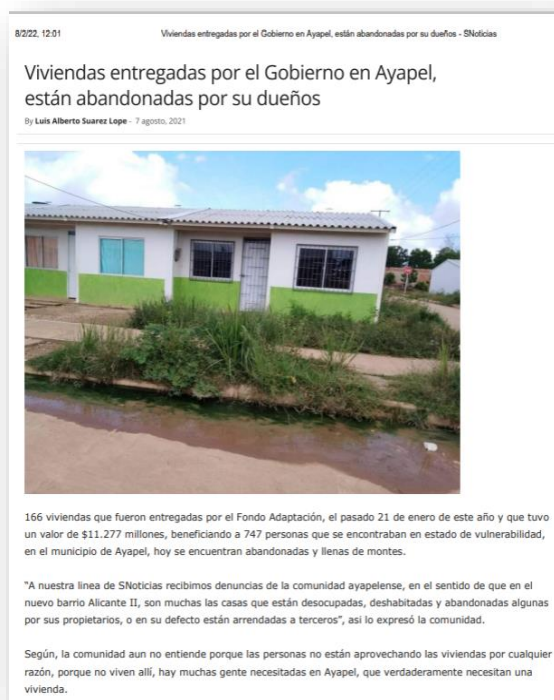 8/2/22, 12:01 Viviendas entregadas por el Gobierno en Ayapel, están abandonadas por su dueños - SNoticias
Viviendas entregadas por el Gobierno en Ayapel,
están abandonadas por su dueños
By Luis Alberto Suarez Lope - 7 agosto, 2021
166 viviendas que fueron entregadas por el Fondo Adaptación, el pasado 21 de enero de este año y que tuvo
un valor de $11.277 millones, beneficiando a 747 personas que se encontraban en estado de vulnerabilidad,
en el municipio de Ayapel, hoy se encuentran abandonadas y llenas de montes.
"A nuestra linea de SNoticias recibimos denuncias de la comunidad ayapelense, en el sentido de que en el
nuevo barrio Alicante II, son muchas las casas que están desocupadas, deshabitadas y abandonadas algunas
por sus propietarios, o en su defecto están arrendadas a terceros", asi lo expresó la comunidad.
Según, la comunidad aun no entiende porque las personas no están aprovechando las viviendas por cualquier
razón, porque no viven allí, hay muchas gente necesitadas en Ayapel, que verdaderamente necesitan una
vivienda.